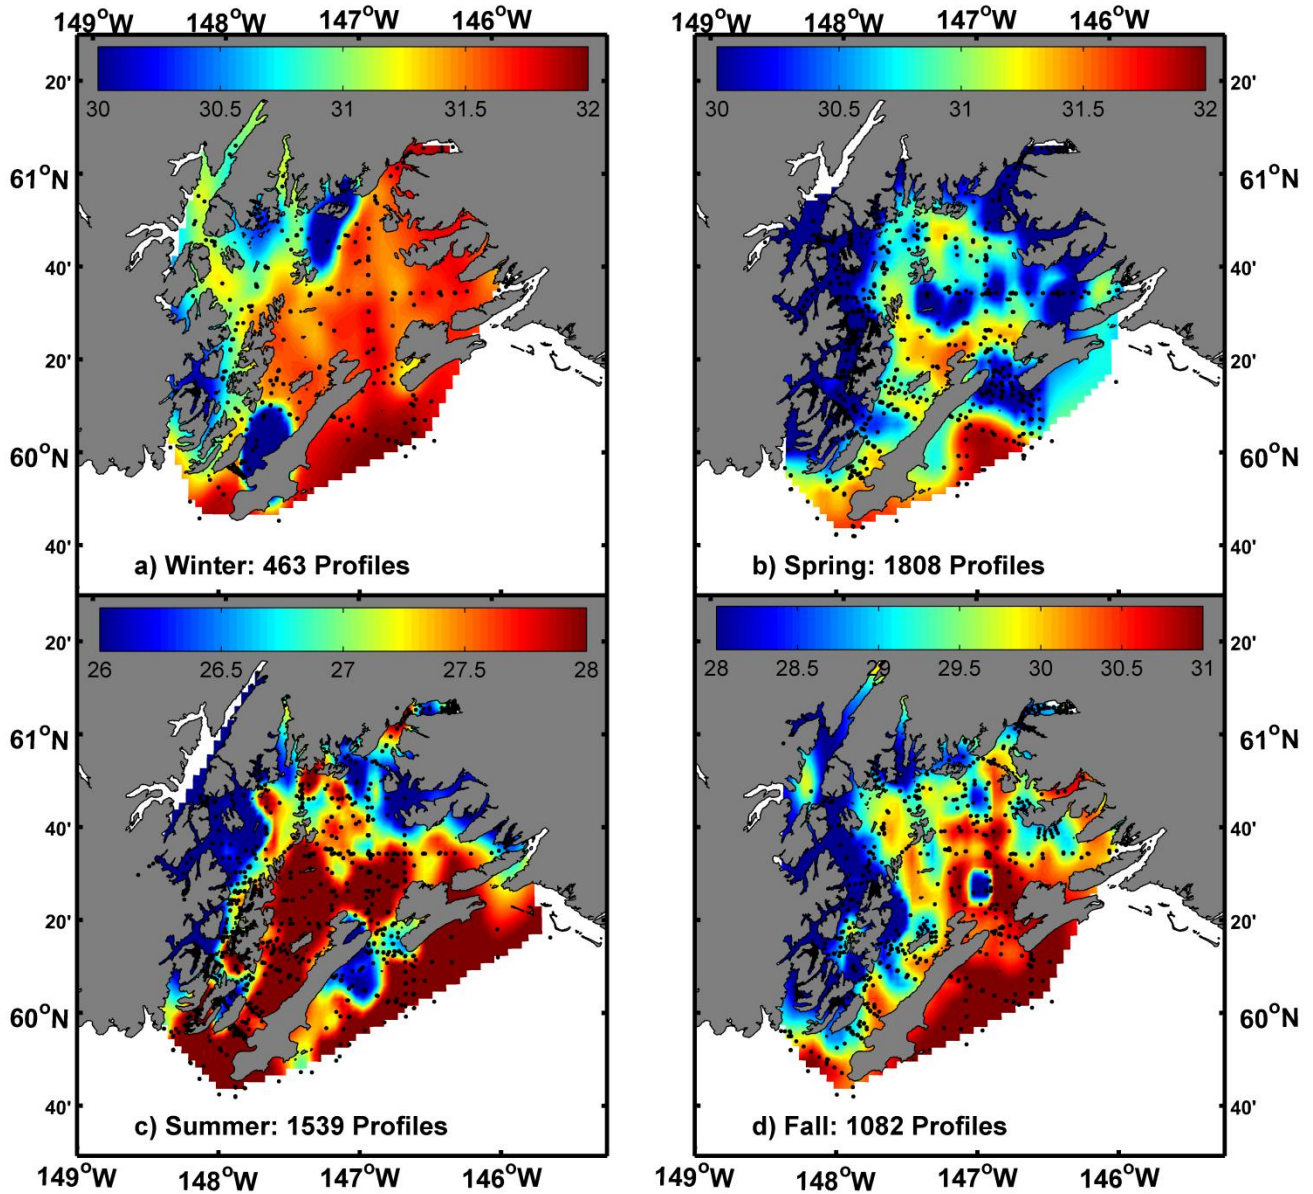 149°W 148°W 147°W 146°W 149°W 148°W 147°W 146°W
20' 20'
30 30.5 31 31.5 32 30 30.5 31 31.5 32
61°N 61°N
40' 40'
20' 20'
60°N 60°N
40' 40'
a) Winter: 463 Profiles b) Spring: 1808 Profiles
20' 20'
26 26.5 27 27.5 28 28 28.5 29 29.5 30 30.5 31
61°N 61°N
40' 40'
20' 20'
60°N 60°N
40' 40'
c) Summer: 1539 Profiles d) Fall: 1082 Profiles
149°W 148°W 147°W 146°W 149°W 148°W 147°W 146°W